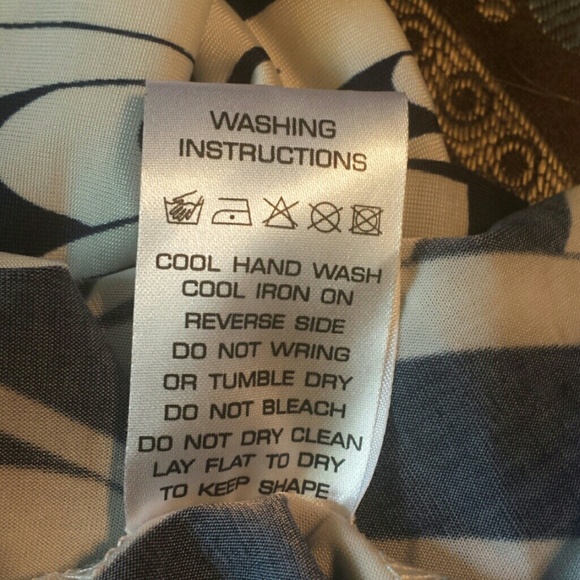 WASHING
INSTRUCTIONS
COOL HAND WASH
COOL IRON ON
REVERSE SIDE
DO NOT WRING
OR TUMBLE DRY
DO NOT BLEACH
DO NOT DRY CLEAN
LAY FLAT TO DRY
TO KEEP SHAPE